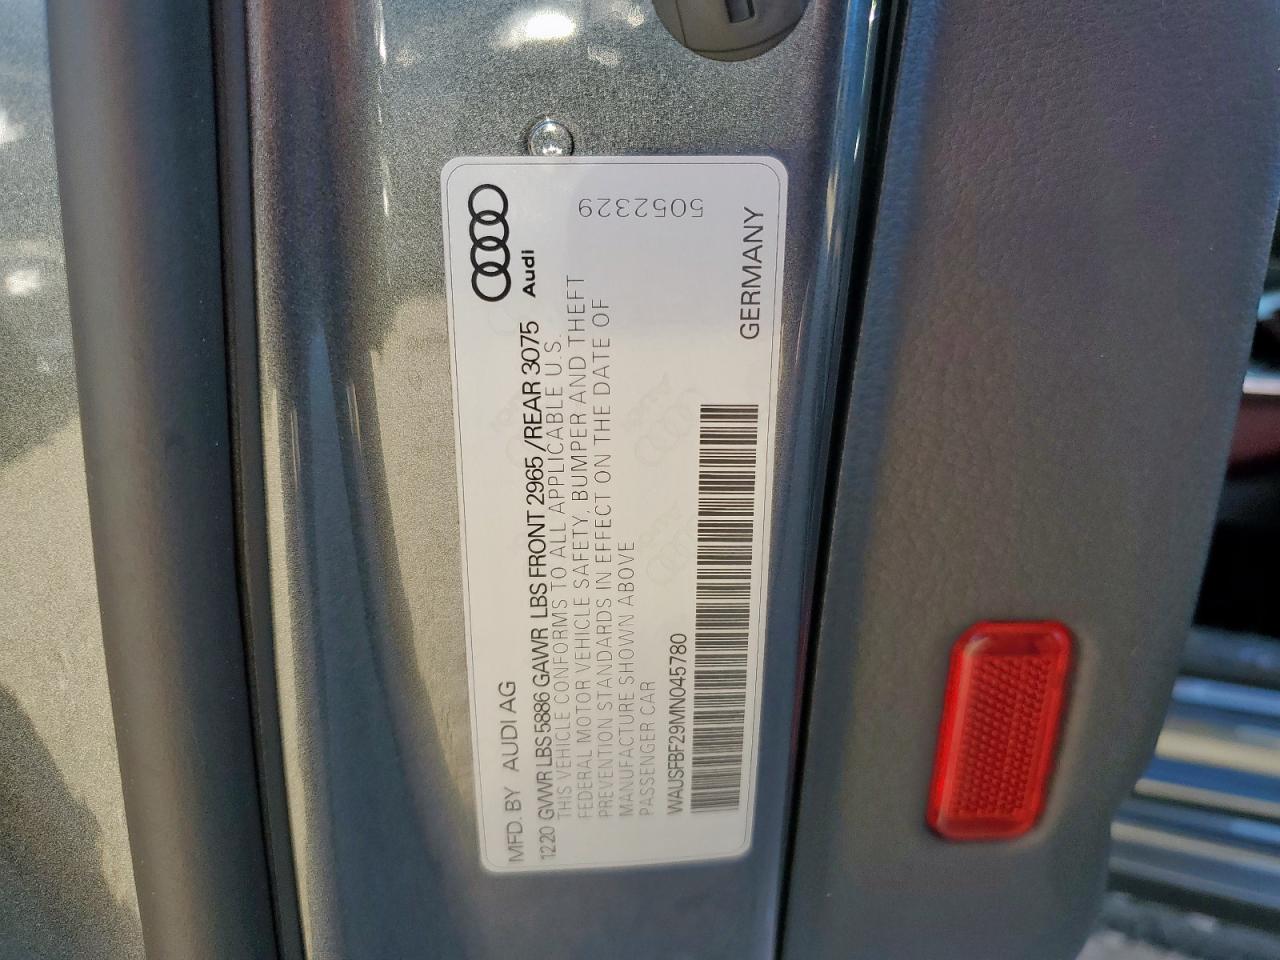 Audi
MFD. BY AUDI AG
12.20 GVWR LBS 5886 GAWR LBS FRONT 2965 / REAR 3075
THIS VEHICLE CONFORMS TO ALL APPLICABLE U.S.
FEDERAL MOTOR VEHICLE SAFETY, BUMPER AND THEFT
PREVENTION STANDARDS IN EFFECT ON THE DATE OF
MANUFACTURE SHOWN ABOVE
PASSENGER CAR
5052329
WAUSFBF29MN045780
GERMANY